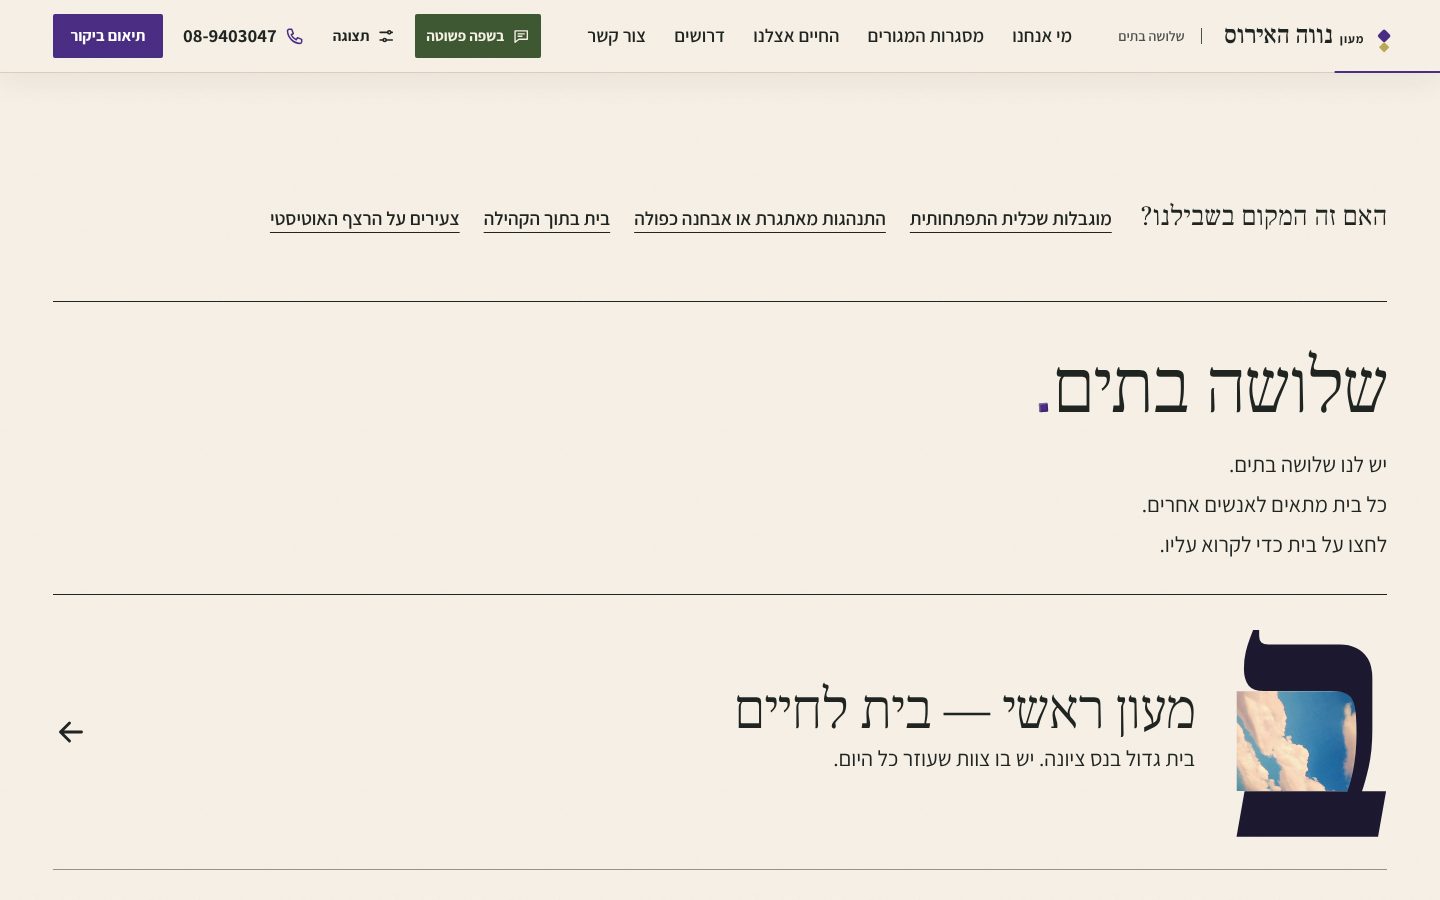 מעון נווה האירוס
שלושה בתים
מי אנחנו
מסגרות המגורים
החיים אצלנו
דרושים
צור קשר
בשפה פשוטה
תצוגה
08-9403047
תיאום ביקור
האם זה המקום בשבילנו?
מוגבלות שכלית התפתחותית
התנהגות מאתגרת או אבחנה כפולה
בית בתוך הקהילה
צעירים על הרצף האוטיסטי
שלושה בתים.
יש לנו שלושה בתים.
כל בית מתאים לאנשים אחרים.
לחצו על בית כדי לקרוא עליו.
ב
מעון ראשי — בית לחיים
בית גדול בנס ציונה. יש בו צוות שעוזר כל היום.